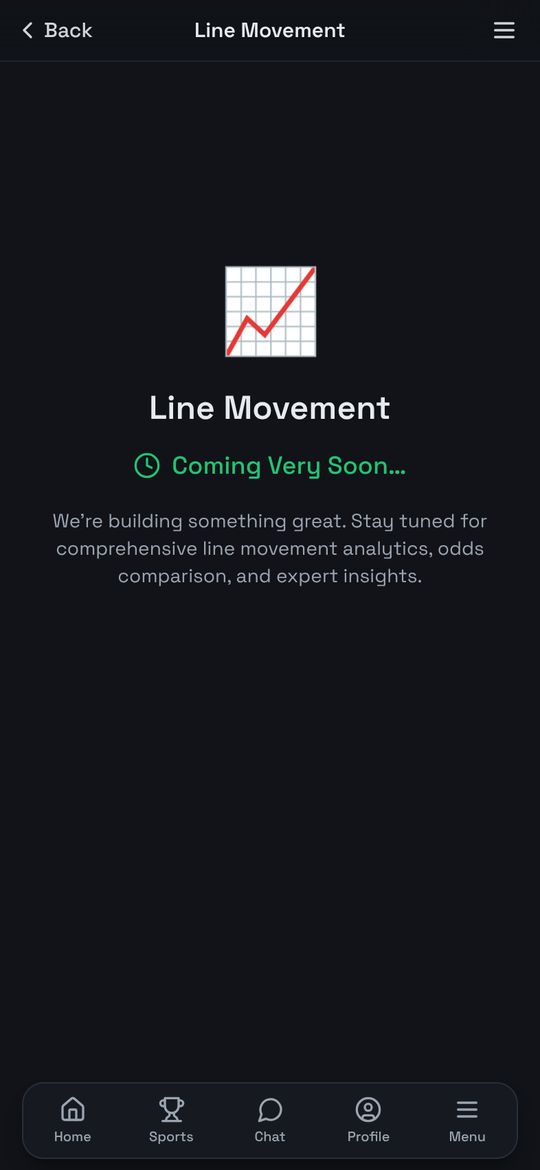 Back
Line Movement
Line Movement
Coming Very Soon...
We're building something great. Stay tuned for
comprehensive line movement analytics, odds
comparison, and expert insights.
Home
Sports
Chat
Profile
Menu